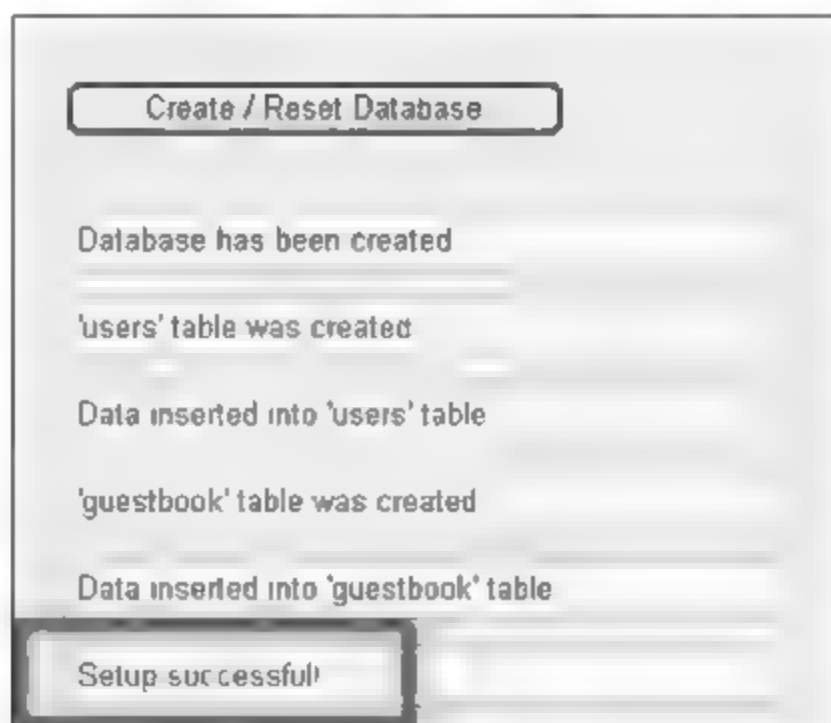 Create / Reset Database
Database has been created
'users' table was created
Data inserted into 'users' table
'guestbook' table was created
Data inserted into 'guestbook' table
Setup successful!